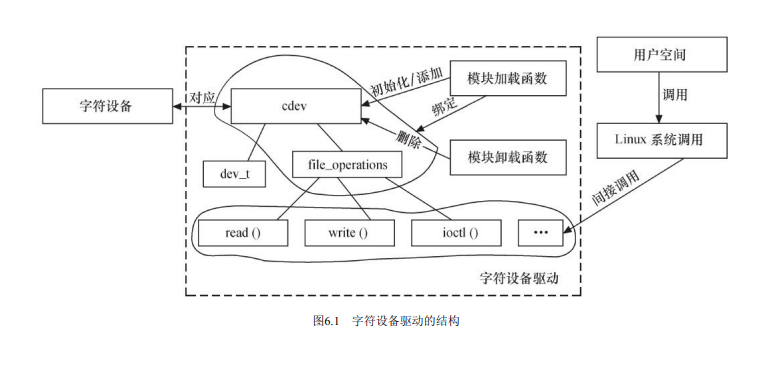 用户空间
模块加载函数
初始化/添加
字符设备
对应
cdev
绑定
调用
删除
Linux 系统调用
模块卸载函数
file_operations
dev_t
间接调用
read ()
write ()
ioctl ()
•••
字符设备驱动
图6.1 字符设备驱动的结构